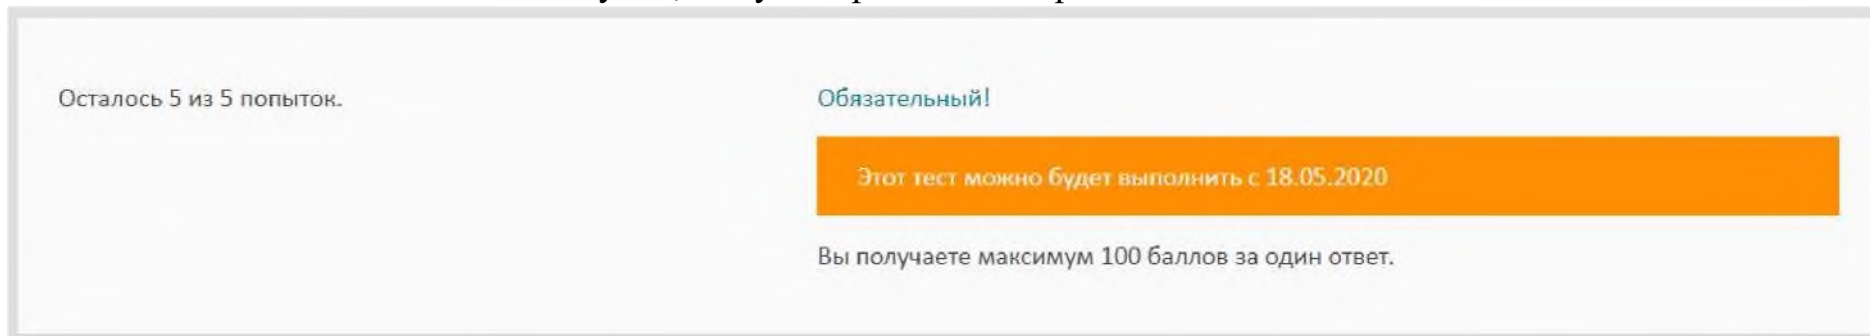 Осталось 5 из 5 попыток.
Обязательный!
Этот тест можно будет выполнить с 18.05.2020
Вы получаете максимум 100 баллов за один ответ.